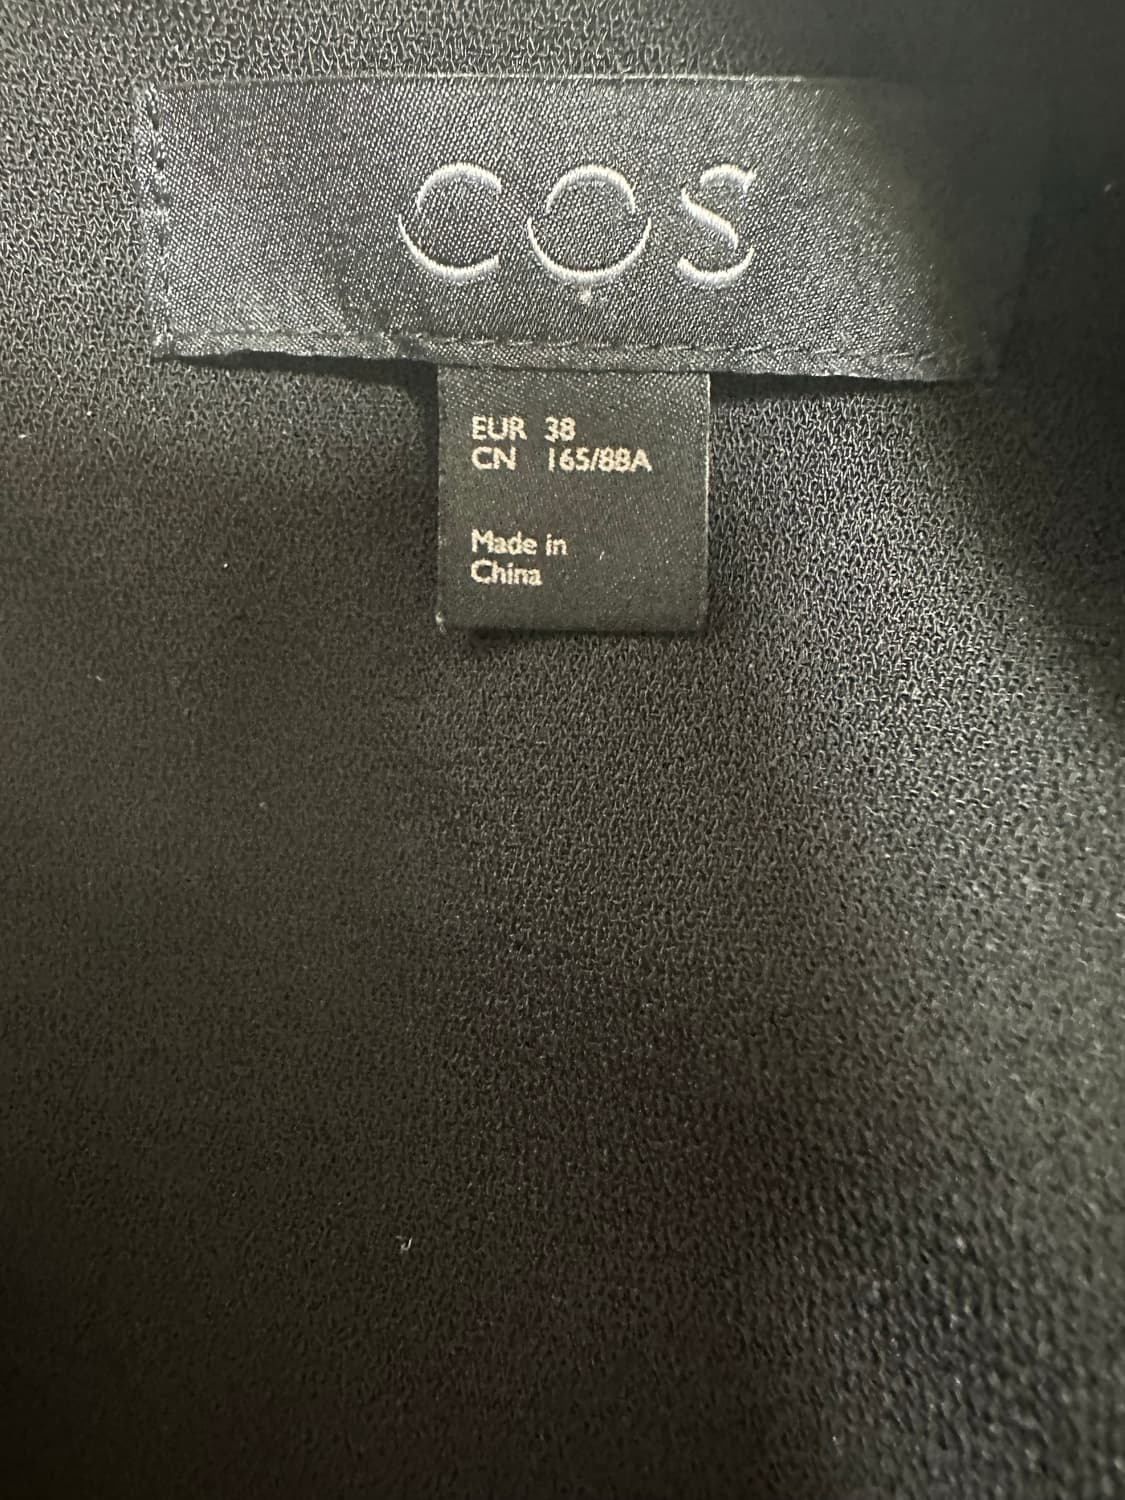 COS
EUR 38
CN 165/88A
Made in
China